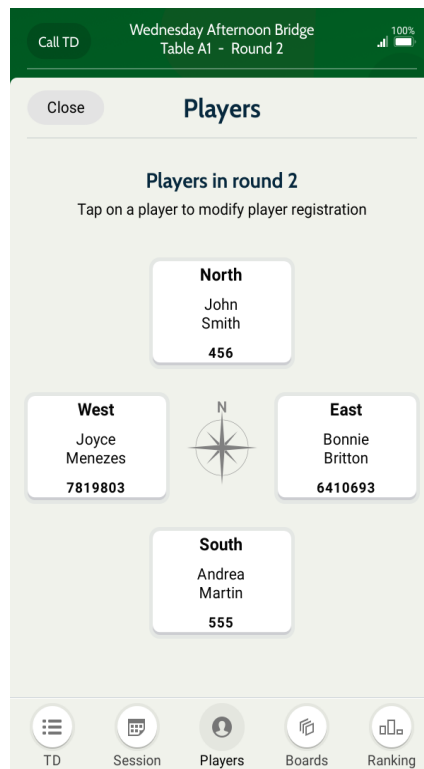 Call TD
Wednesday Afternoon Bridge
Table A1 - Round 2
100%
Close
Players
Players in round 2
Tap on a player to modify player registration
North
John
Smith
456
West
Joyce
Menezes
7819803
N
East
Bonnie
Britton
6410693
South
Andrea
Martin
555
TD
Session
Players
Boards
Ranking